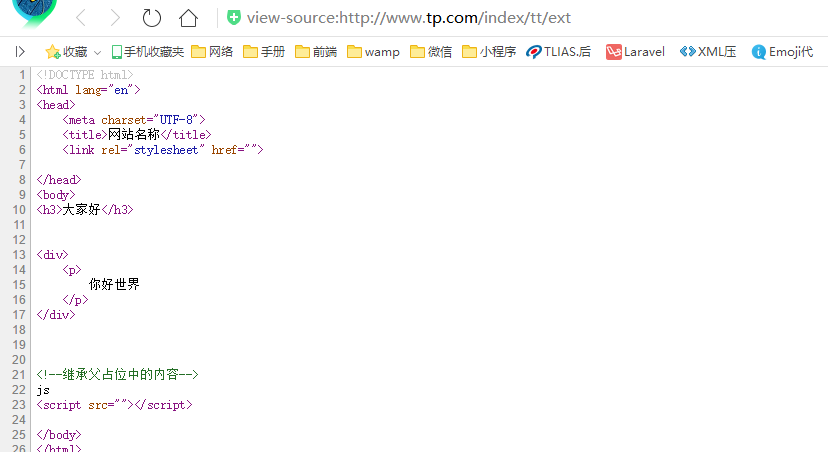 view-source:http://www.tp.com/index/tt/ext
收藏 手机收藏夹 网络 手册 前端 wamp 微信 小程序 TLIAS.后 Laravel XML压 Emoji代
1 <!DOCTYPE html>
2 <html lang="en">
3 <head>
4 <meta charset="UTF-8">
5 <title>网站名称</title>
6 <link rel="stylesheet" href="">
7
8 </head>
9 <body>
10 <h3>大家好</h3>
11
12
13 <div>
14 <p>
15 你好世界
16 </p>
17 </div>
18
19
20
21 <!--继承父占位中的内容-->
22 js
23 <script src=""></script>
24
25 </body>
26 </html>